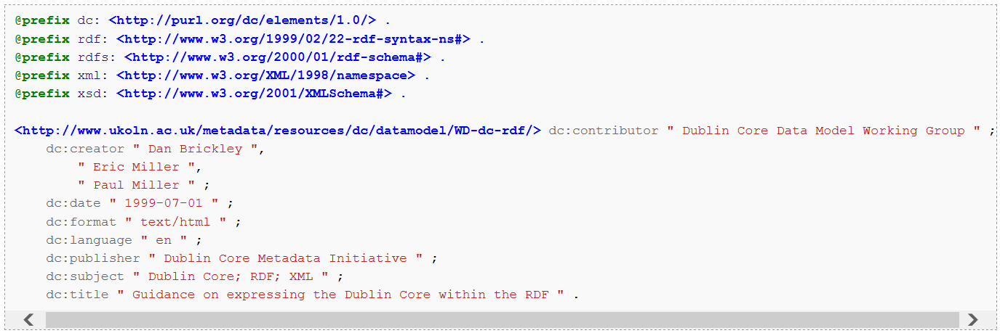 @prefix dc: <http://purl.org/dc/elements/1.0/> .
@prefix rdf: <http://www.w3.org/1999/02/22-rdf-syntax-ns#> .
@prefix rdfs: <http://www.w3.org/2000/01/rdf-schema#> .
@prefix xml: <http://www.w3.org/XML/1998/namespace> .
@prefix xsd: <http://www.w3.org/2001/XMLSchema#> .

<http://www.ukoln.ac.uk/metadata/resources/dc/datamodel/WD-dc-rdf/> dc:contributor " Dublin Core Data Model Working Group " ;
    dc:creator " Dan Brickley ",
        " Eric Miller ",
        " Paul Miller " ;
    dc:date " 1999-07-01 " ;
    dc:format " text/html " ;
    dc:language " en " ;
    dc:publisher " Dublin Core Metadata Initiative " ;
    dc:subject " Dublin Core; RDF; XML " ;
    dc:title " Guidance on expressing the Dublin Core within the RDF " .